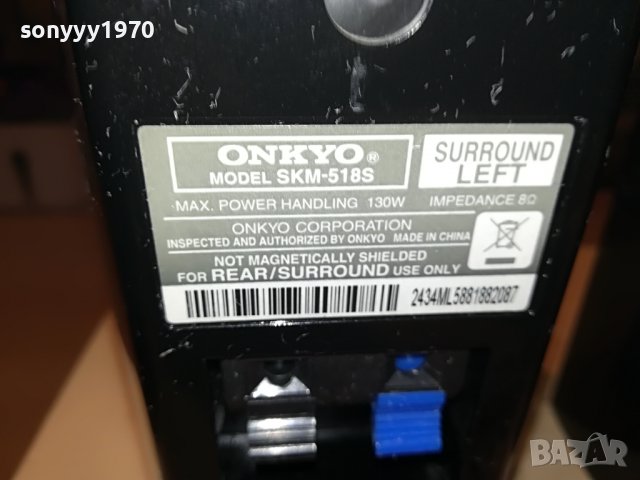 sonyyy1970
ONKYO®
MODEL SKM-518S
SURROUND
LEFT
MAX. POWER HANDLING 130W
IMPEDANCE 8Ω
ONKYO CORPORATION
INSPECTED AND AUTHORIZED BY ONKYO MADE IN CHINA
NOT MAGNETICALLY SHIELDED
FOR REAR/SURROUND USE ONLY
2434ML5881882087
BAZAR